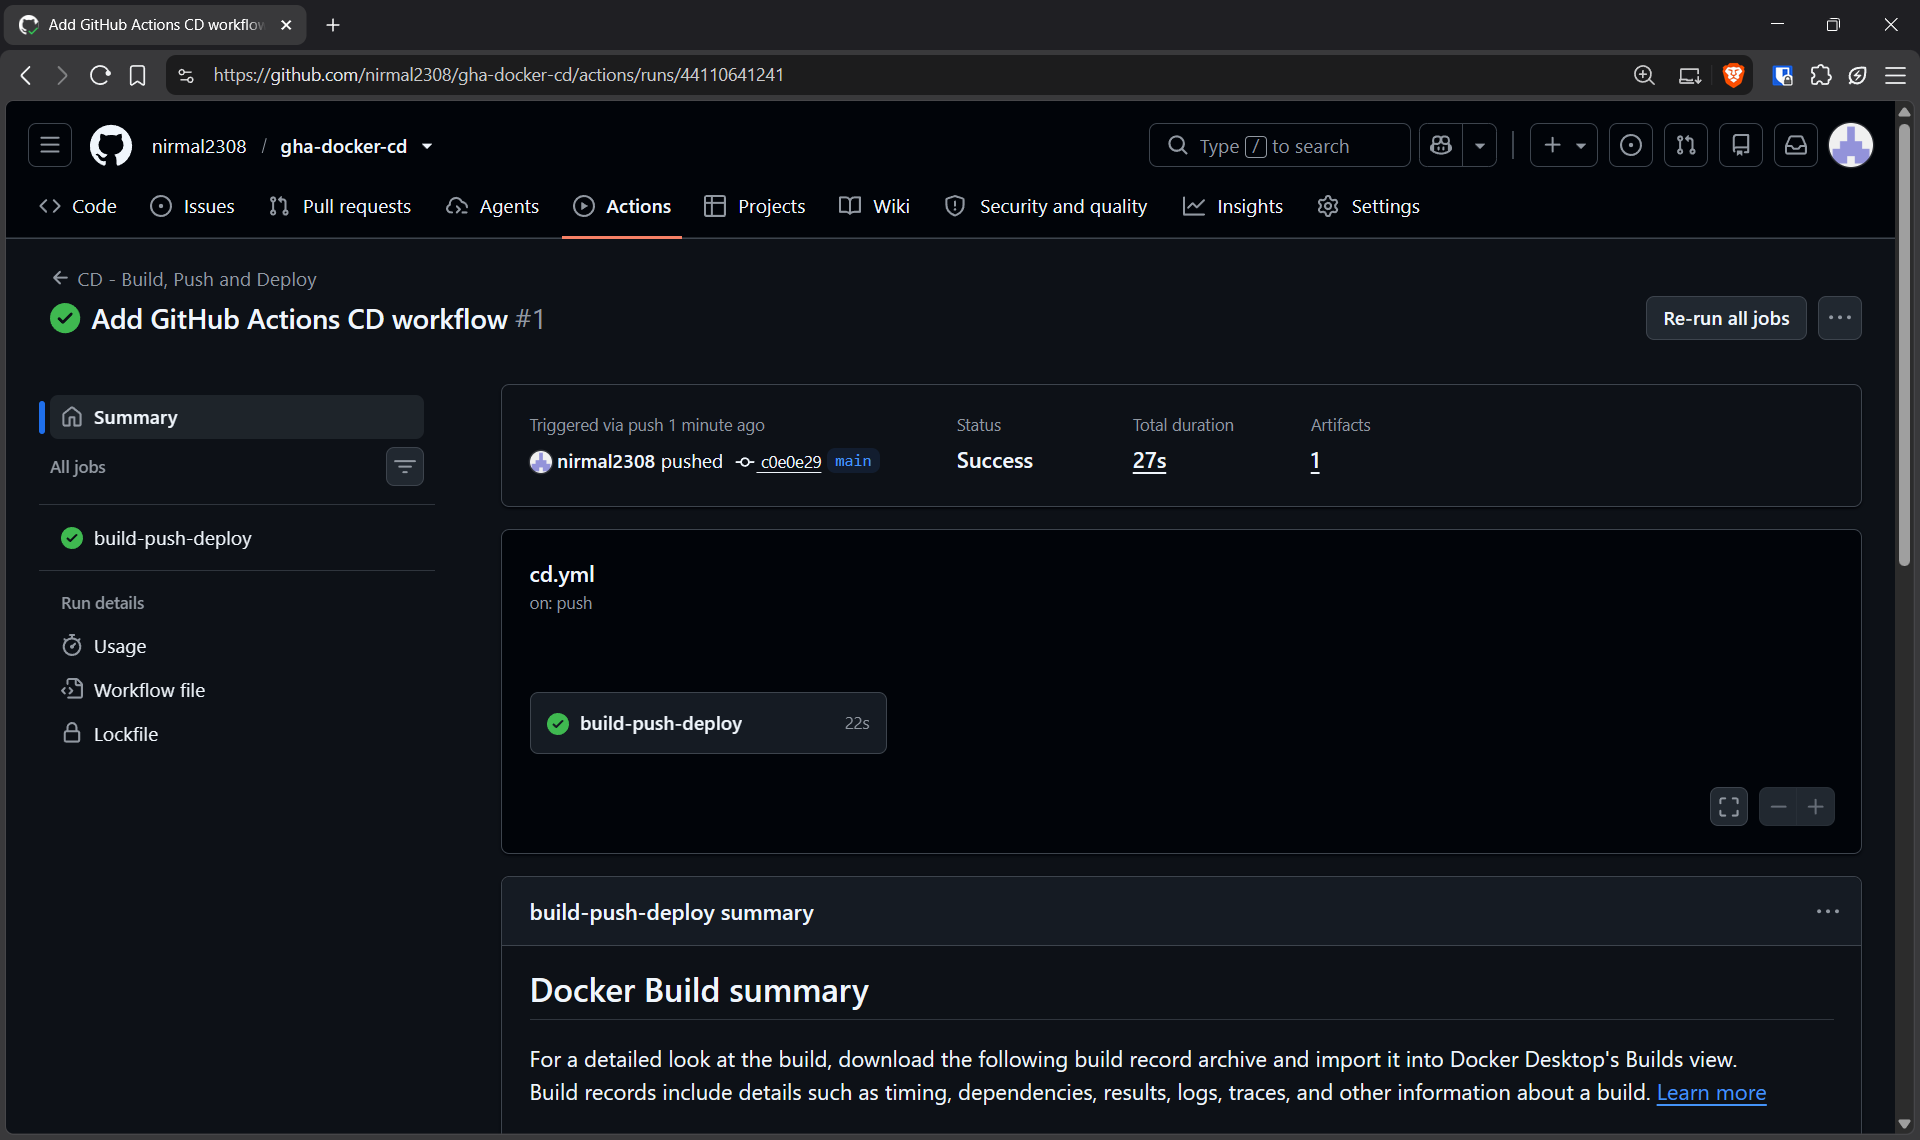 Add GitHub Actions CD workflow
https://github.com/nirmal2308/gha-docker-cd/actions/runs/44110641241
nirmal2308 / gha-docker-cd
Type / to search
Code Issues Pull requests Agents Actions Projects Wiki Security and quality Insights Settings
CD - Build, Push and Deploy
Add GitHub Actions CD workflow #1
Re-run all jobs
Summary
All jobs
build-push-deploy
Run details
Usage
Workflow file
Lockfile
Triggered via push 1 minute ago
nirmal2308 pushed c0e0e29 main
Status
Success
Total duration
27s
Artifacts
1
cd.yml
on: push
build-push-deploy 22s
build-push-deploy summary
Docker Build summary
For a detailed look at the build, download the following build record archive and import it into Docker Desktop's Builds view.
Build records include details such as timing, dependencies, results, logs, traces, and other information about a build. Learn more